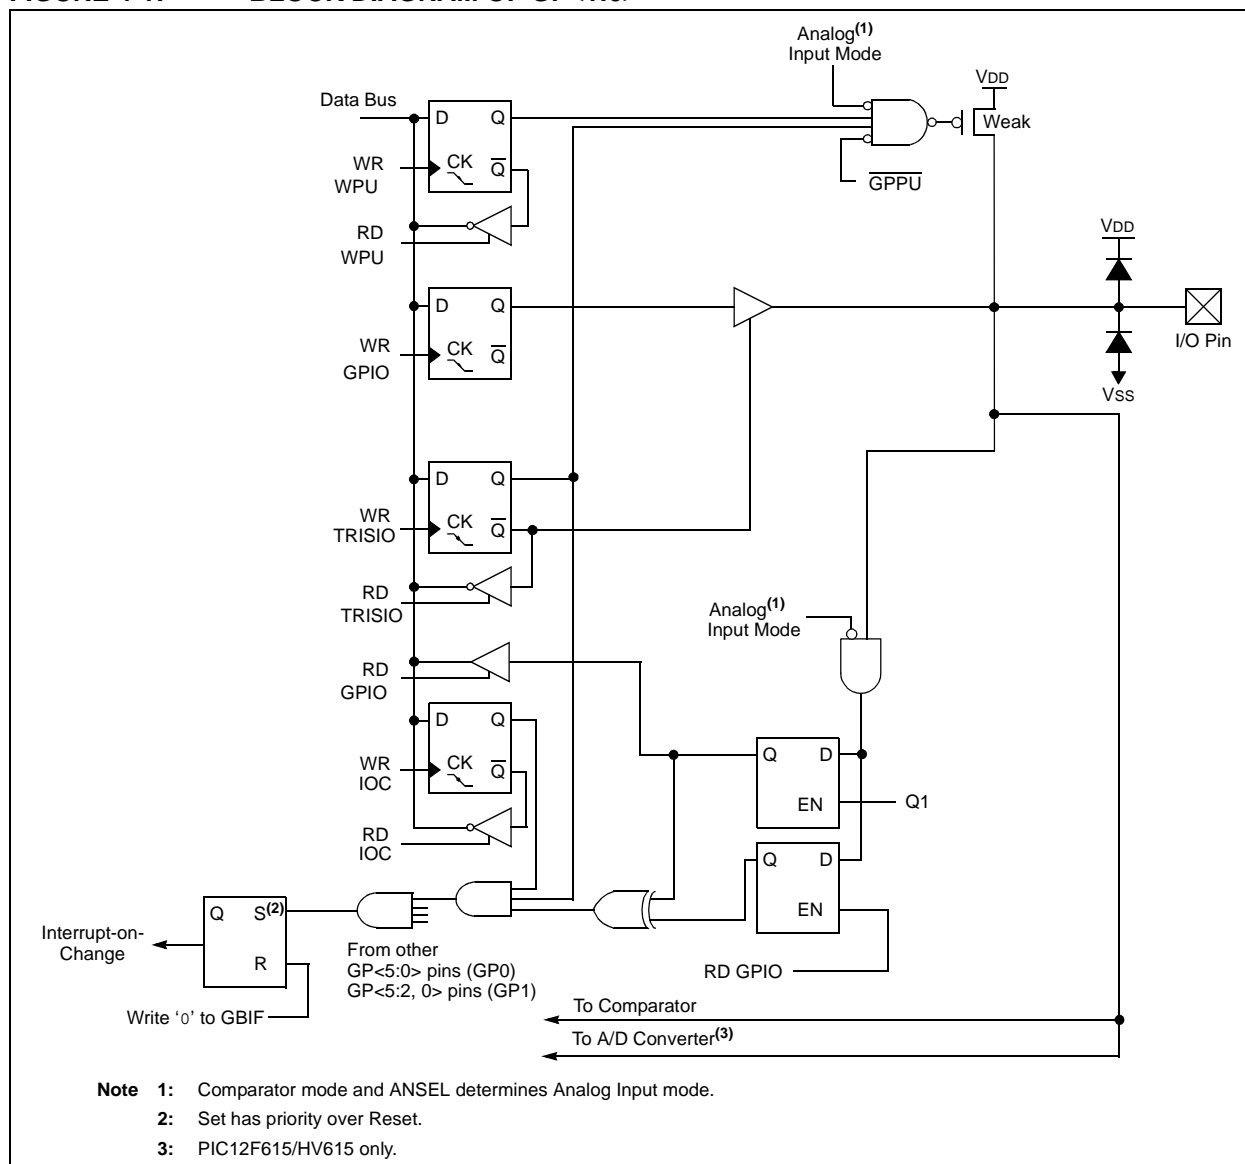 Analog(1)
Input Mode
VDD
Data Bus
D Q
Weak
WR
WPU
CK Q
GPPU
RD
WPU
VDD
D Q
WR
GPIO
CK Q
I/O Pin
VSS
D Q
WR
TRISIO
CK Q
RD
TRISIO
Analog(1)
Input Mode
RD
GPIO
D Q
WR
IOC
CK Q
Q D
EN
Q1
RD
IOC
Q D
EN
Q S(2)
R
Interrupt-on-
Change
From other
GP<5:0> pins (GP0)
GP<5:2, 0> pins (GP1)
RD GPIO
Write ‘0’ to GBIF
To Comparator
To A/D Converter(3)
Note 1: Comparator mode and ANSEL determines Analog Input mode.
2: Set has priority over Reset.
3: PIC12F615/HV615 only.